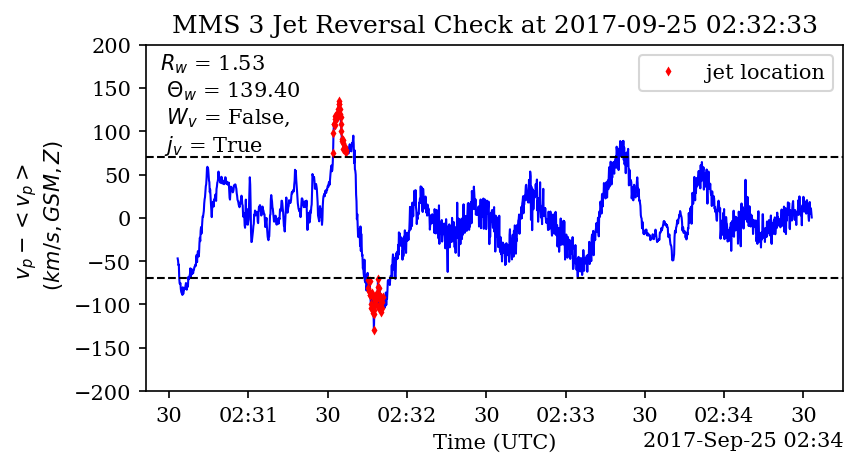 MMS 3 Jet Reversal Check at 2017-09-25 02:32:33
R_w = 1.53
Θ_w = 139.40
W_v = False,
j_v = True
jet location
200
150
100
50
0
−50
−100
−150
−200
v_p − < v_p >
(km/s, GSM, Z)
30 02:31 30 02:32 30 02:33 30 02:34 30
Time (UTC)
2017-Sep-25 02:34